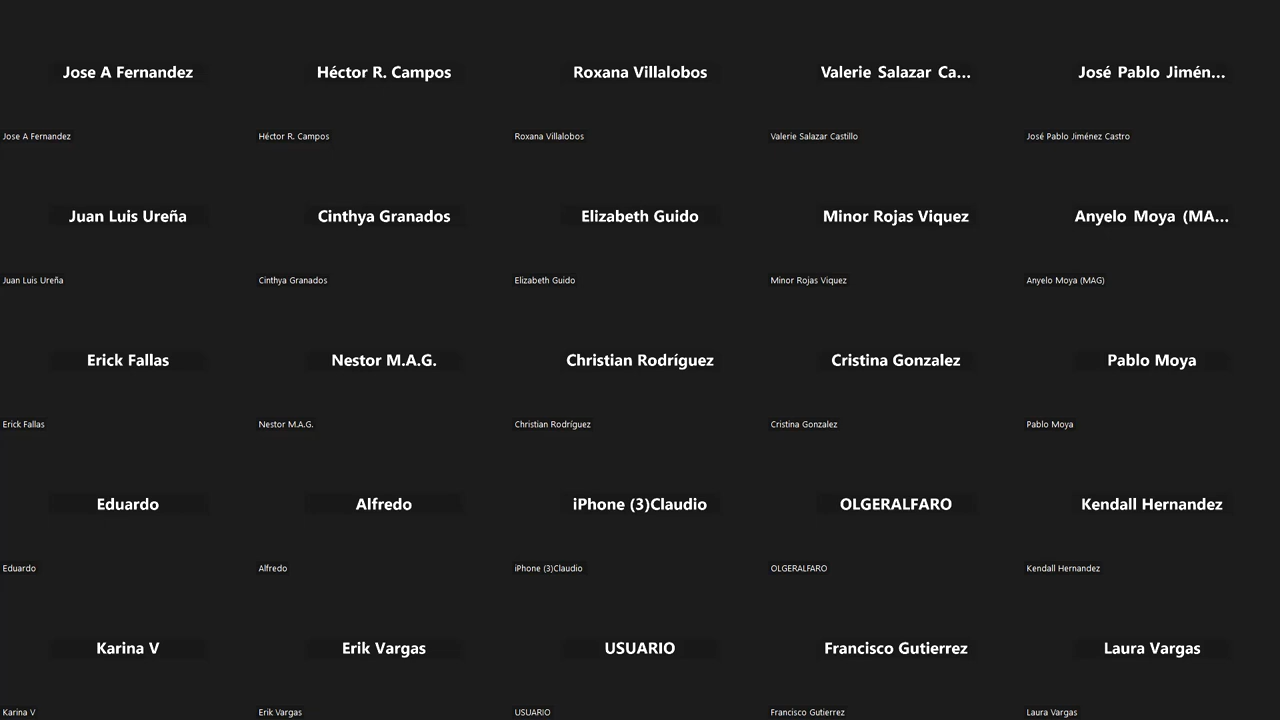 Jose A Fernandez
Héctor R. Campos
Roxana Villalobos
Valerie Salazar Ca...
José Pablo Jimén...
Jose A Fernandez
Héctor R. Campos
Roxana Villalobos
Valerie Salazar Castillo
José Pablo Jiménez Castro
Juan Luis Ureña
Cinthya Granados
Elizabeth Guido
Minor Rojas Viquez
Anyelo Moya (MA...
Juan Luis Ureña
Cinthya Granados
Elizabeth Guido
Minor Rojas Viquez
Anyelo Moya (MAG)
Erick Fallas
Nestor M.A.G.
Christian Rodríguez
Cristina Gonzalez
Pablo Moya
Erick Fallas
Nestor M.A.G.
Christian Rodríguez
Cristina Gonzalez
Pablo Moya
Eduardo
Alfredo
iPhone (3)Claudio
OLGERALFARO
Kendall Hernandez
Eduardo
Alfredo
iPhone (3)Claudio
OLGERALFARO
Kendall Hernandez
Karina V
Erik Vargas
USUARIO
Francisco Gutierrez
Laura Vargas
Karina V
Erik Vargas
USUARIO
Francisco Gutierrez
Laura Vargas